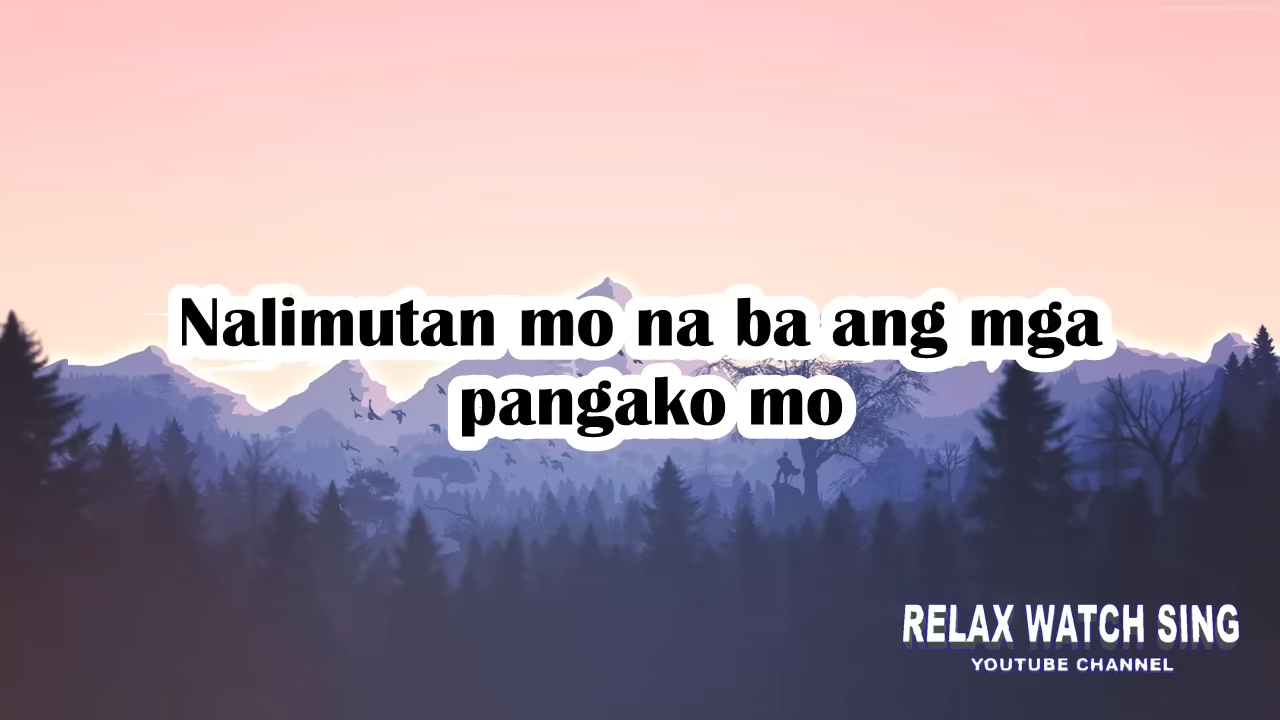 Nalimutan mo na ba ang mga
pangako mo
RELAX WATCH SING
YOUTUBE CHANNEL